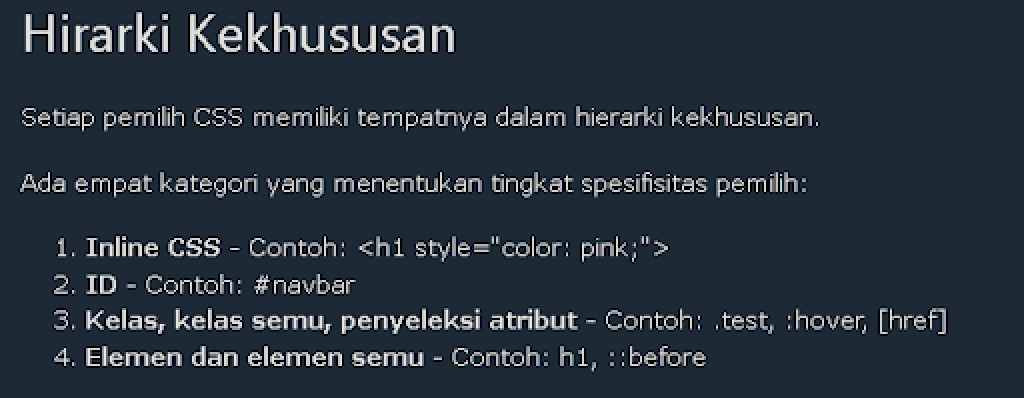 Hirarki Kekhususan
Setiap pemilih CSS memiliki tempatnya dalam hierarki kekhususan.
Ada empat kategori yang menentukan tingkat spesifisitas pemilih:
1. Inline CSS - Contoh: <h1 style="color: pink;">
2. ID - Contoh: #navbar
3. Kelas, kelas semu, penyeleksi atribut - Contoh: .test, :hover, [href]
4. Elemen dan elemen semu - Contoh: h1, ::before